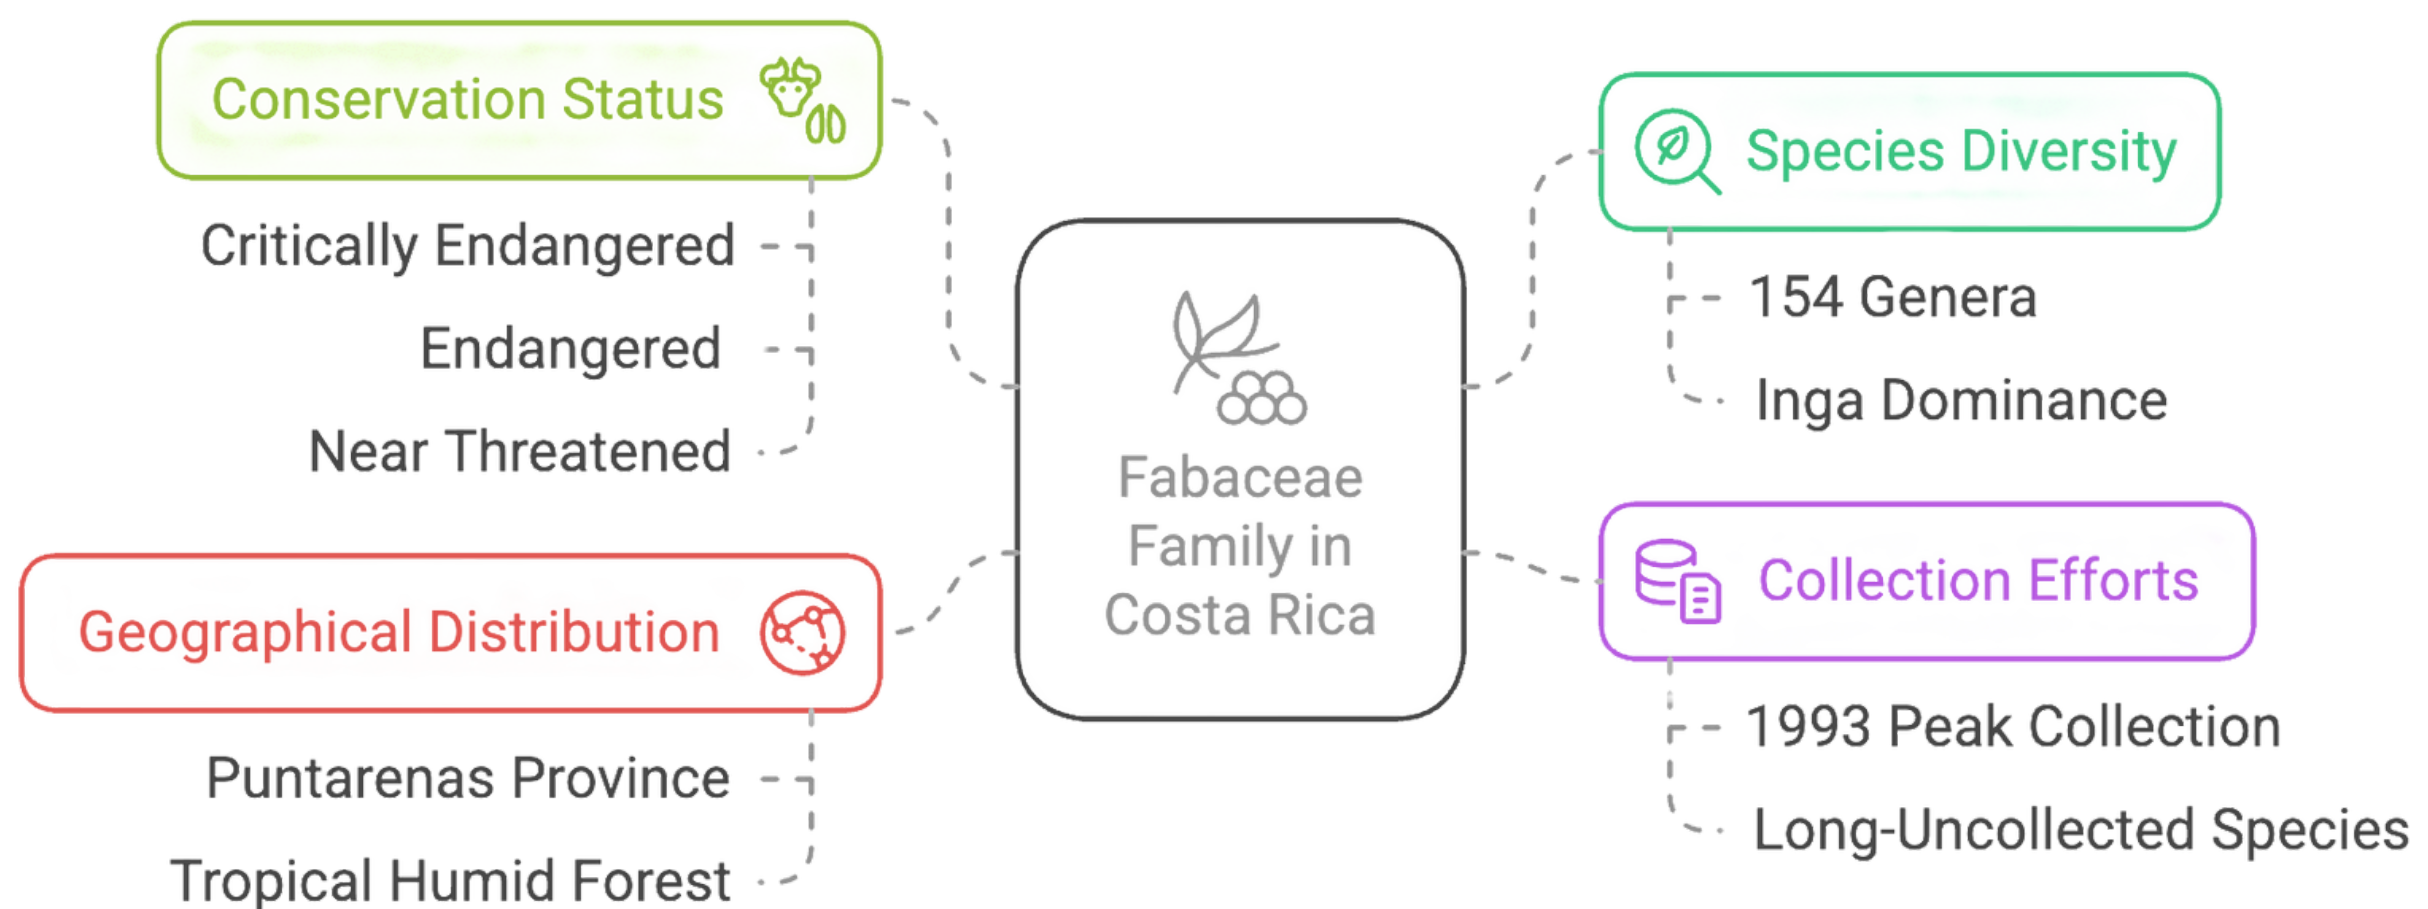 Conservation Status
Critically Endangered
Endangered
Near Threatened
Geographical Distribution
Puntarenas Province
Tropical Humid Forest
Fabaceae
Family in
Costa Rica
Species Diversity
154 Genera
Inga Dominance
Collection Efforts
1993 Peak Collection
Long-Uncollected Species